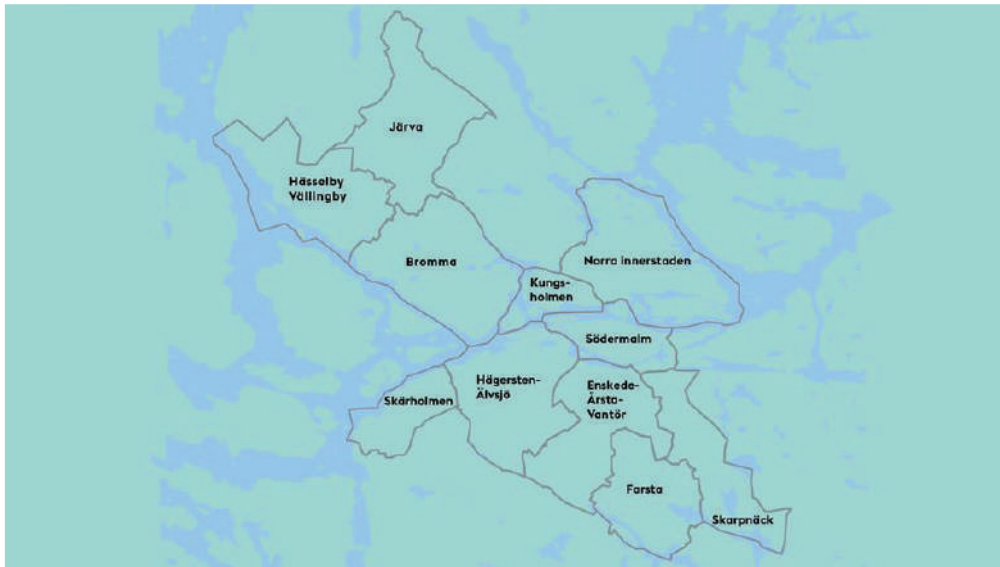 Järva
Hässelby
Vällingby
Bromma
Norra innerstaden
Kungs-
holmen
Södermalm
Hägersten-
Älvsjö
Enskede-
Årsta-
Vantör
Skärholmen
Farsta
Skarpnäck